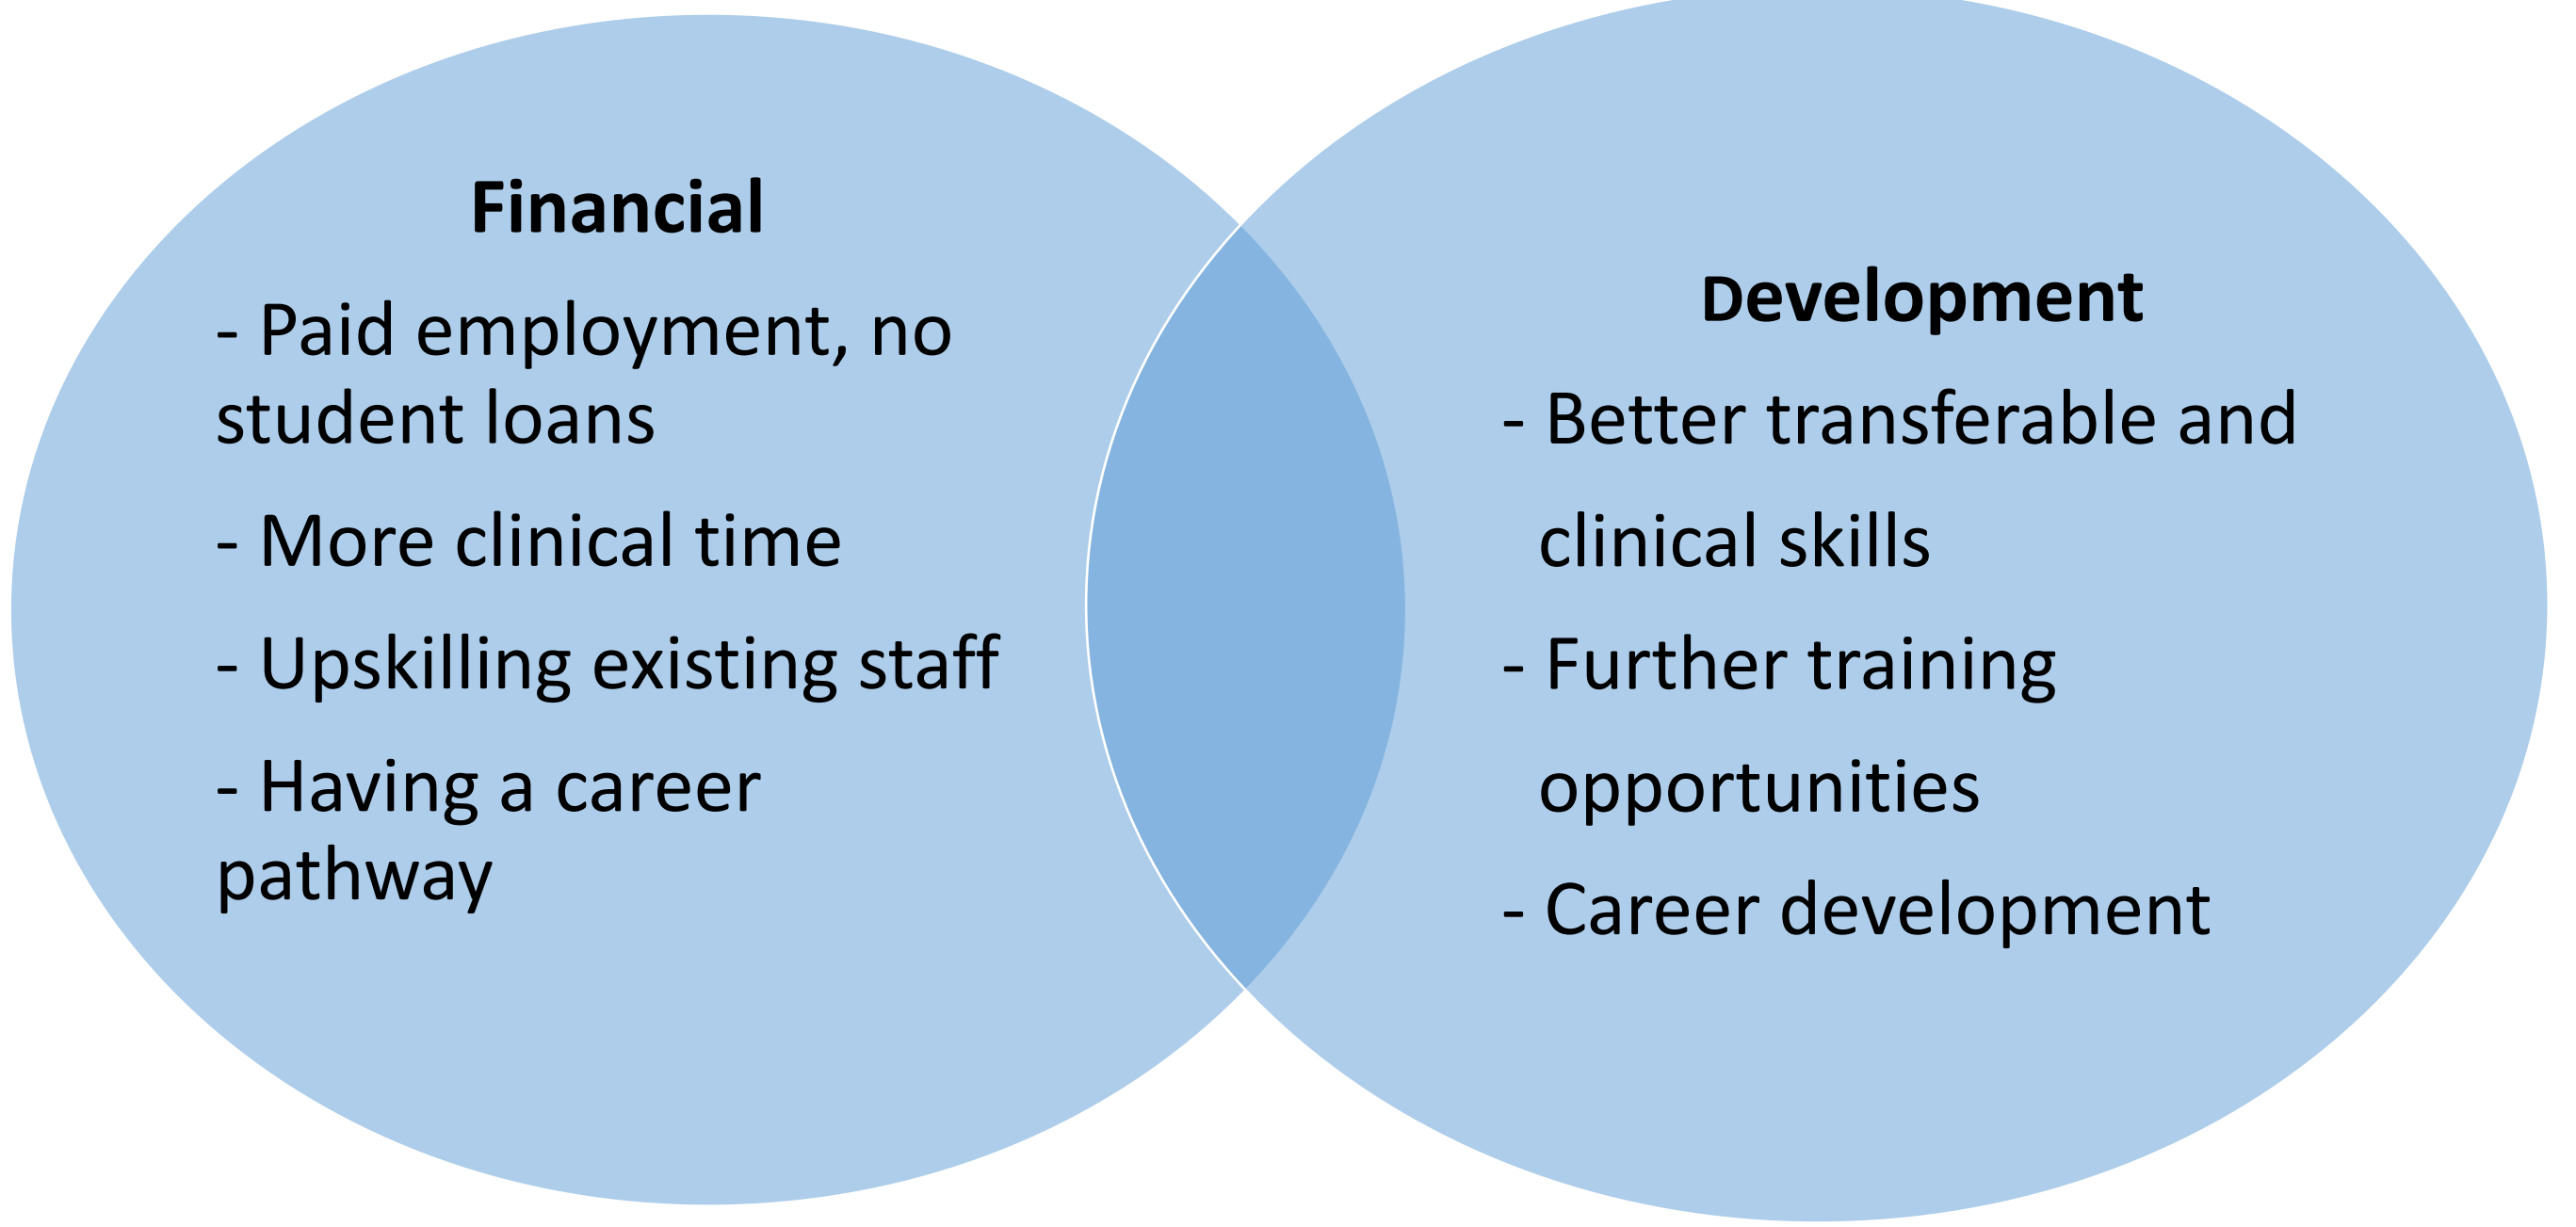 Financial
- Paid employment, no
student loans
- More clinical time
- Upskilling existing staff
- Having a career
pathway
Development
- Better transferable and
clinical skills
- Further training
opportunities
- Career development